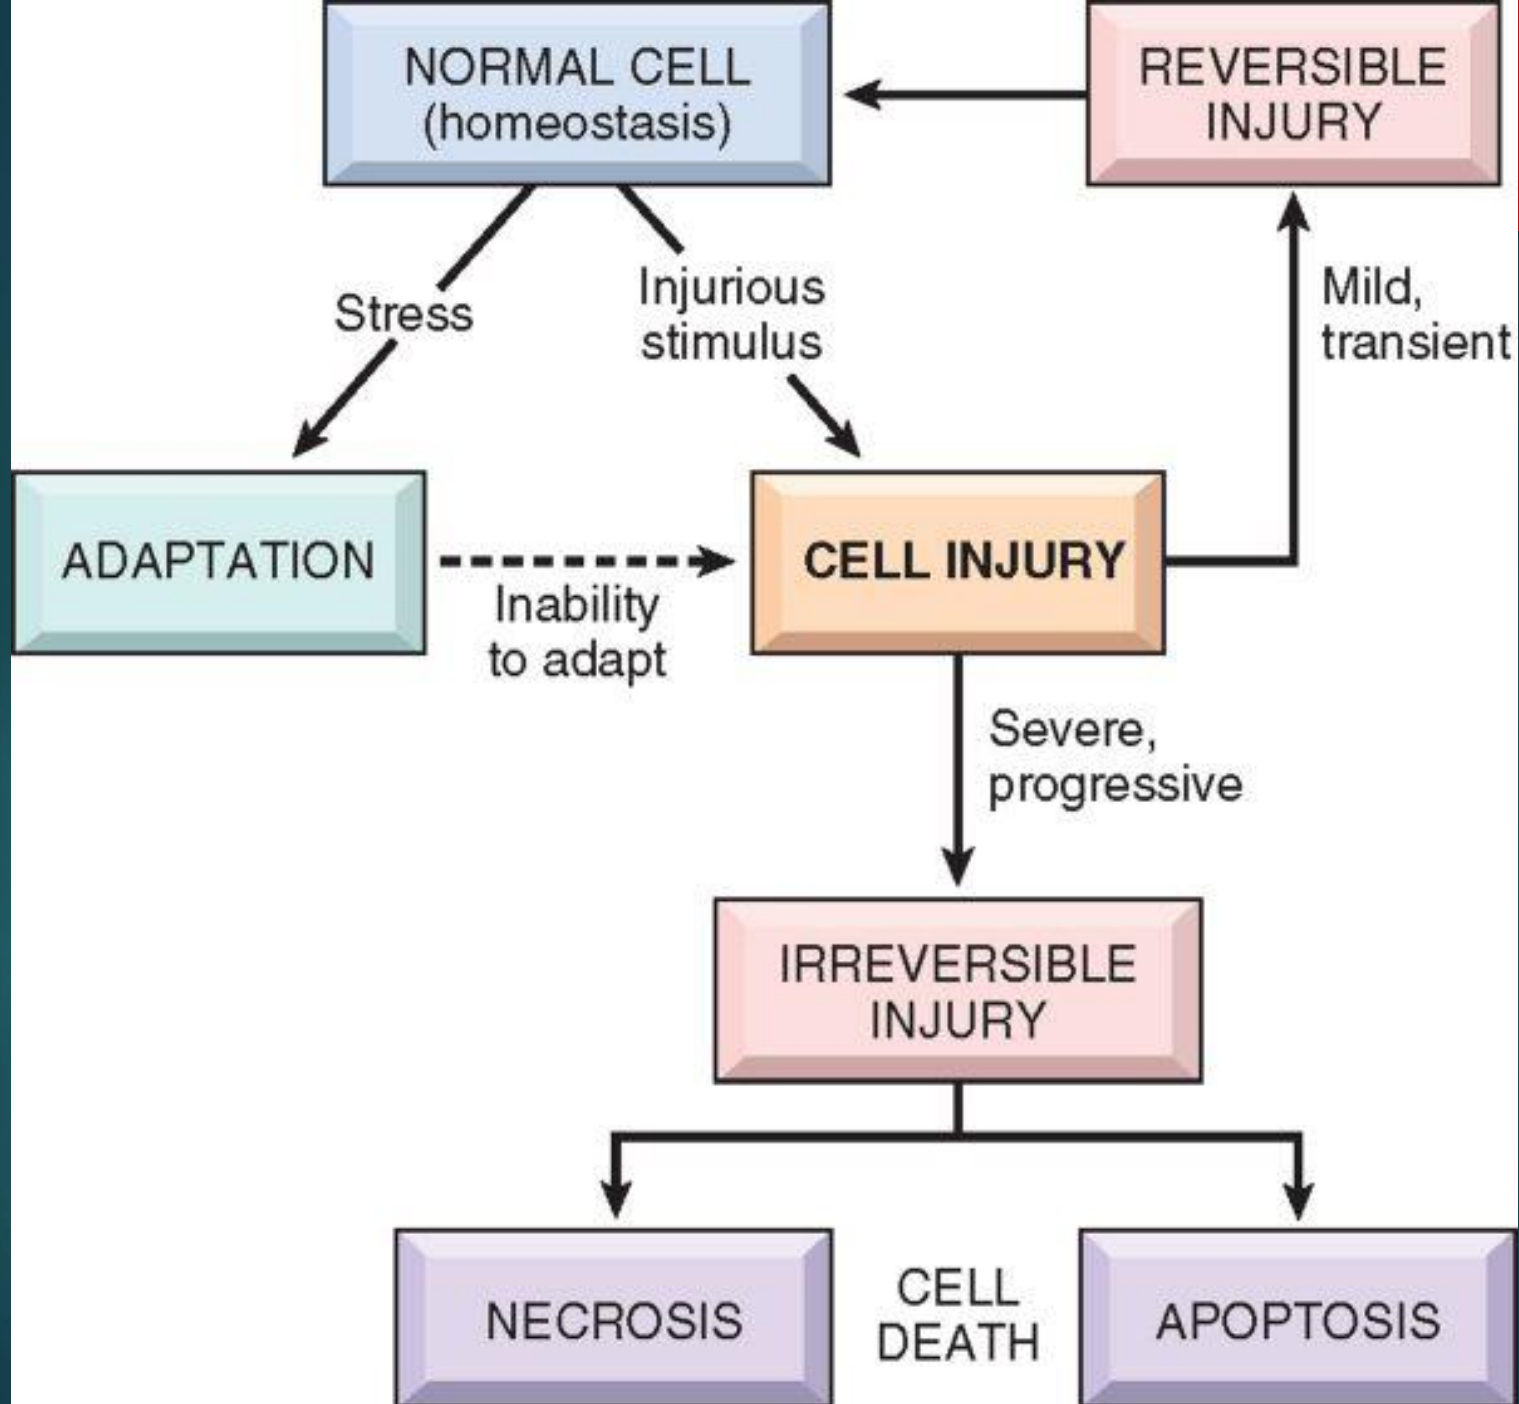 NORMAL CELL
(homeostasis)
REVERSIBLE
INJURY
Stress
Injurious
stimulus
Mild,
transient
ADAPTATION
Inability
to adapt
CELL INJURY
Severe,
progressive
IRREVERSIBLE
INJURY
NECROSIS
CELL
DEATH
APOPTOSIS